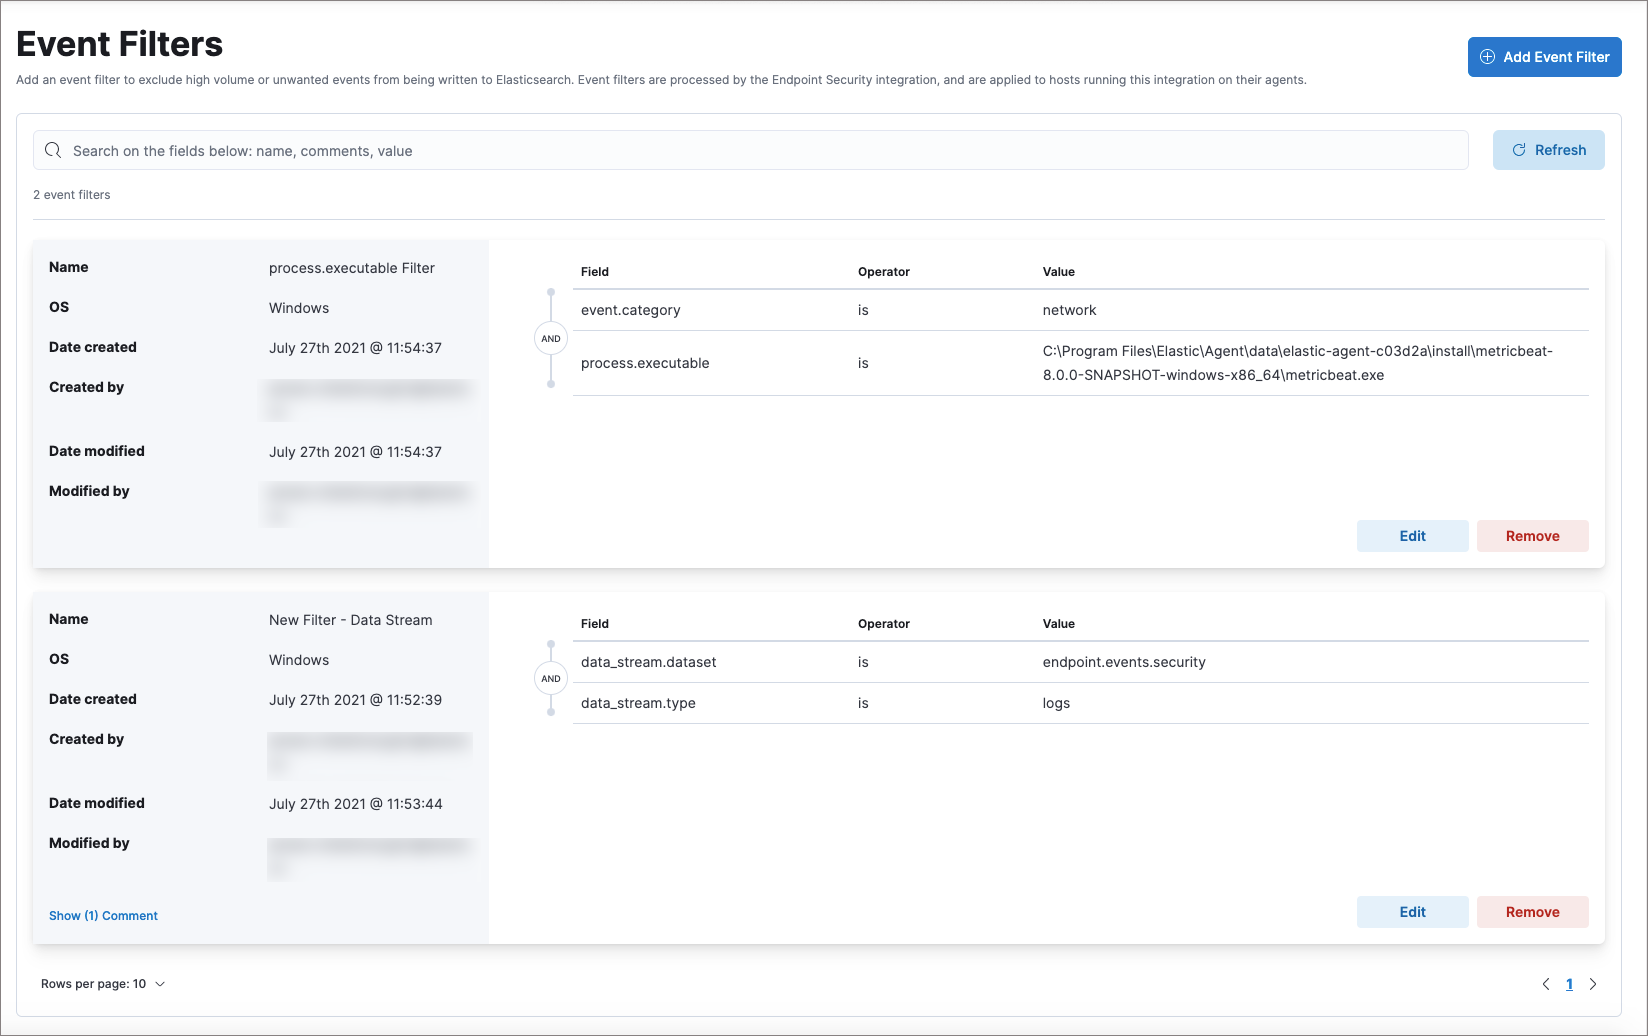 Event Filters
Add Event Filter
Add an event filter to exclude high volume or unwanted events from being written to Elasticsearch. Event filters are processed by the Endpoint Security integration, and are applied to hosts running this integration on their agents.
Search on the fields below: name, comments, value
Refresh
2 event filters
Name process.executable Filter
OS Windows
Date created July 27th 2021 @ 11:54:37
Created by
Date modified July 27th 2021 @ 11:54:37
Modified by
Field Operator Value
event.category is network
AND
process.executable is C:\Program Files\Elastic\Agent\data\elastic-agent-c03d2a\install\metricbeat-
8.0.0-SNAPSHOT-windows-x86_64\metricbeat.exe
Edit Remove
Name New Filter - Data Stream
OS Windows
Date created July 27th 2021 @ 11:52:39
Created by
Date modified July 27th 2021 @ 11:53:44
Modified by
Show (1) Comment
Field Operator Value
data_stream.dataset is endpoint.events.security
AND
data_stream.type is logs
Edit Remove
Rows per page: 10
1